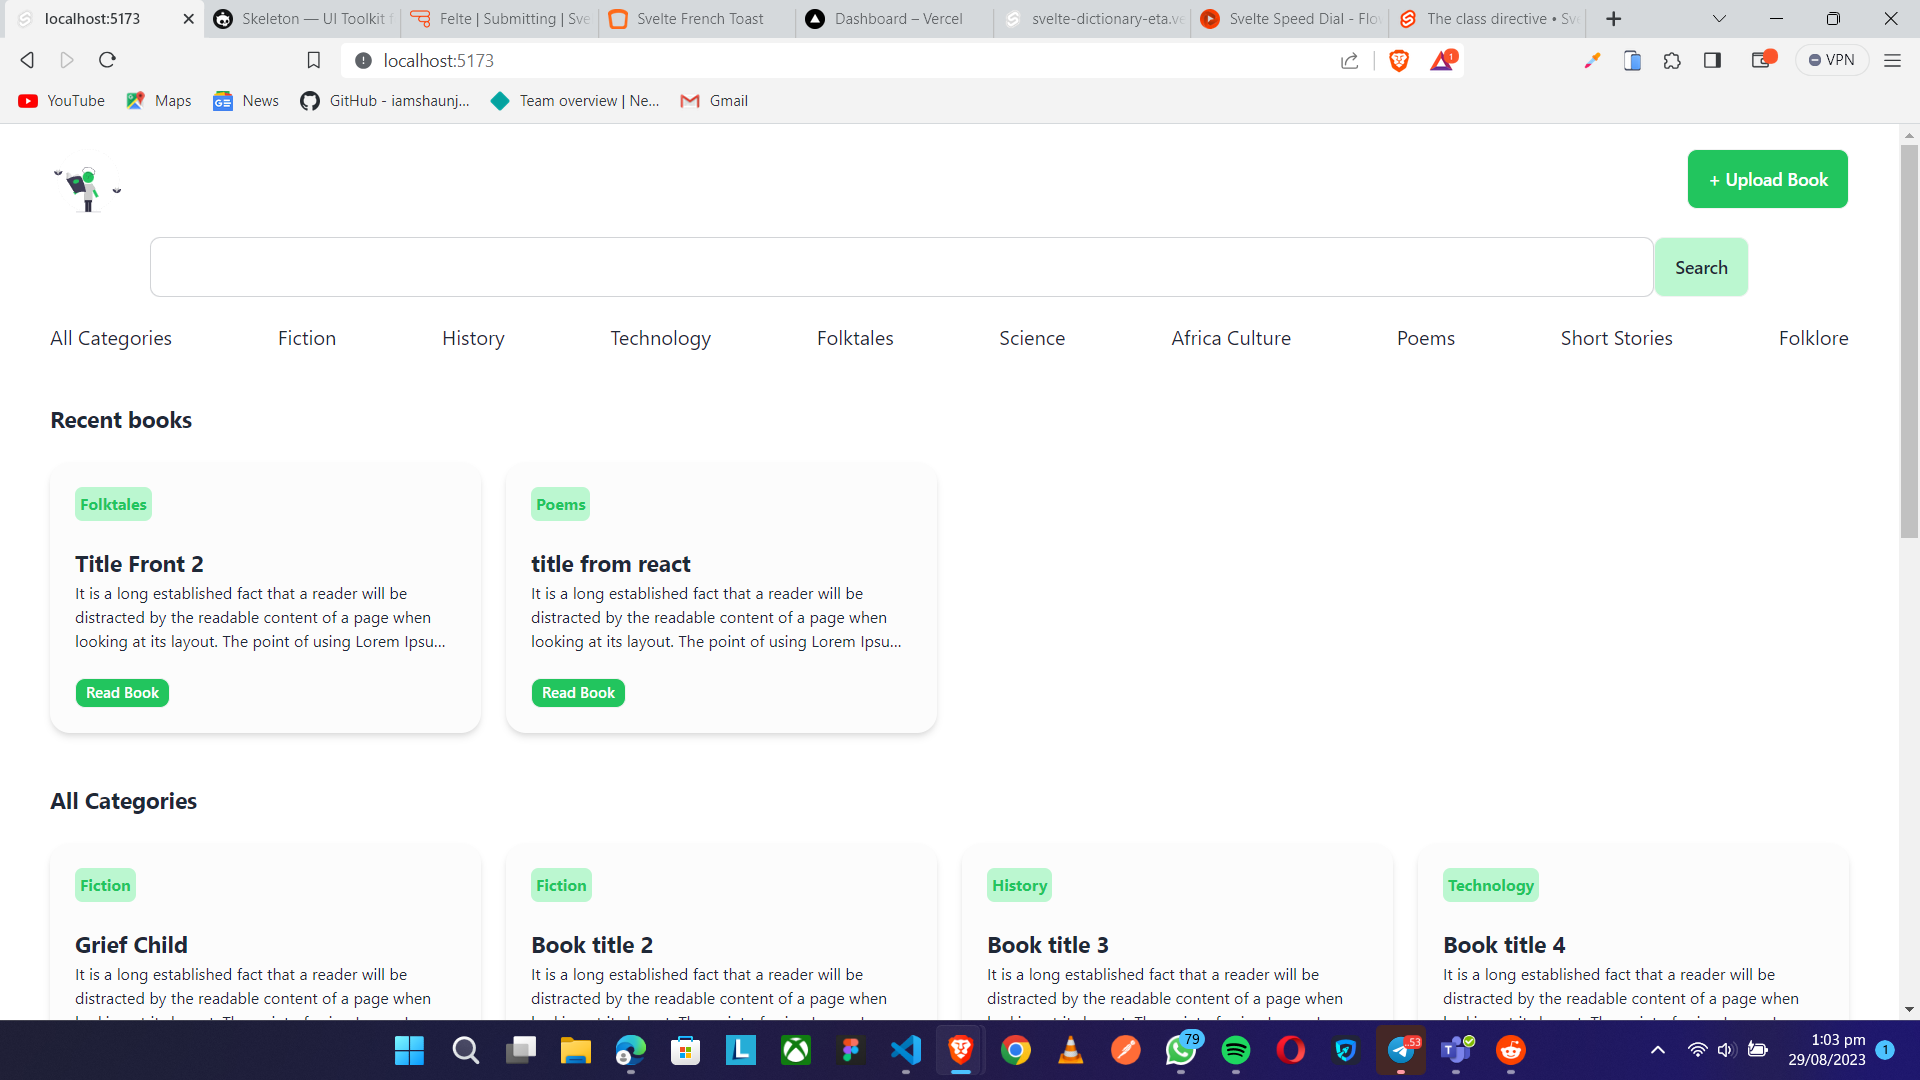 localhost:5173
Skeleton — UI Toolkit f
Felte | Submitting | Sve
Svelte French Toast
Dashboard – Vercel
svelte-dictionary-eta.ve
Svelte Speed Dial - Flo
The class directive • Sv
localhost:5173
1
VPN
YouTube
Maps
News
GitHub - iamshaunj...
Team overview | Ne...
Gmail
+ Upload Book
Search
All Categories Fiction History Technology Folktales Science Africa Culture Poems Short Stories Folklore
Recent books
Folktales
Title Front 2
It is a long established fact that a reader will be
distracted by the readable content of a page when
looking at its layout. The point of using Lorem Ipsu...
Read Book
Poems
title from react
It is a long established fact that a reader will be
distracted by the readable content of a page when
looking at its layout. The point of using Lorem Ipsu...
Read Book
All Categories
Fiction
Grief Child
It is a long established fact that a reader will be
distracted by the readable content of a page when
Fiction
Book title 2
It is a long established fact that a reader will be
distracted by the readable content of a page when
History
Book title 3
It is a long established fact that a reader will be
distracted by the readable content of a page when
Technology
Book title 4
It is a long established fact that a reader will be
distracted by the readable content of a page when
79
53
1:03 pm
29/08/2023
1